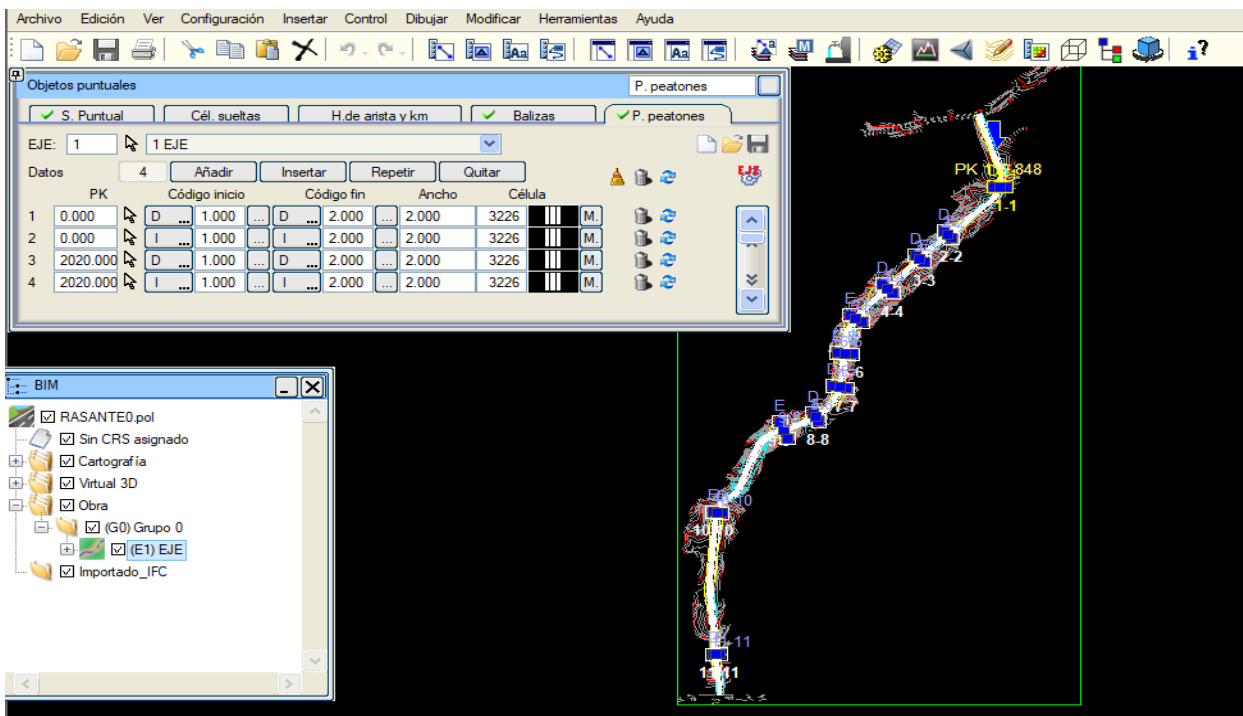 Archivo Edición Ver Configuración Insertar Control Dibujar Modificar Herramientas Ayuda
Objetos puntuales P. peatones
S. Puntual Cél. sueltas H.de arista y km Balizas P. peatones
EJE: 1 1 EJE
Datos 4 Añadir Insertar Repetir Quitar
PK Código inicio Código fin Ancho Célula
1 0.000 D ... 1.000 ... D ... 2.000 ... 2.000 3226 M.
2 0.000 I ... 1.000 ... I ... 2.000 ... 2.000 3226 M.
3 2020.000 D ... 1.000 ... D ... 2.000 ... 2.000 3226 M.
4 2020.000 I ... 1.000 ... I ... 2.000 ... 2.000 3226 M.
BIM
RASANTE0.pol
Sin CRS asignado
Cartografía
Virtual 3D
Obra
(G0) Grupo 0
(E1) EJE
Importado_IFC
1-1
2-2
3-3
4-4
8-8